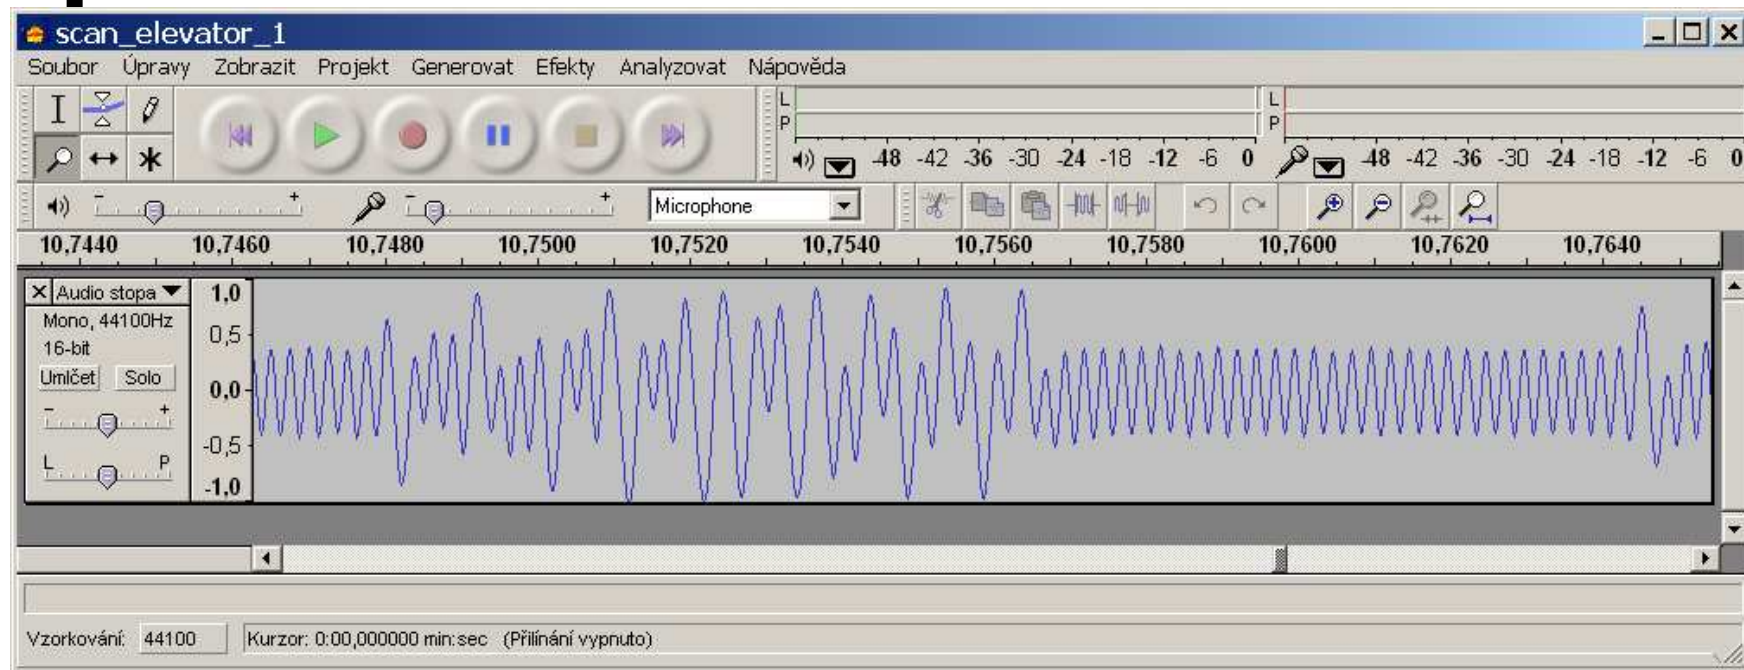 scan_elevator_1
Soubor Úpravy Zobrazit Projekt Generovat Efekty Analyzovat Nápověda
L
P
-48 -42 -36 -30 -24 -18 -12 -6 0
L
P
-48 -42 -36 -30 -24 -18 -12 -6 0
- +
- +
Microphone
10,7440 10,7460 10,7480 10,7500 10,7520 10,7540 10,7560 10,7580 10,7600 10,7620 10,7640
Audio stopa
Mono, 44100Hz
16-bit
Umlčet Solo
- +
L P
1,0
0,5
0,0
-0,5
-1,0
Vzorkování: 44100 Kurzor: 0:00,000000 min:sec (Přilínání vypnuto)